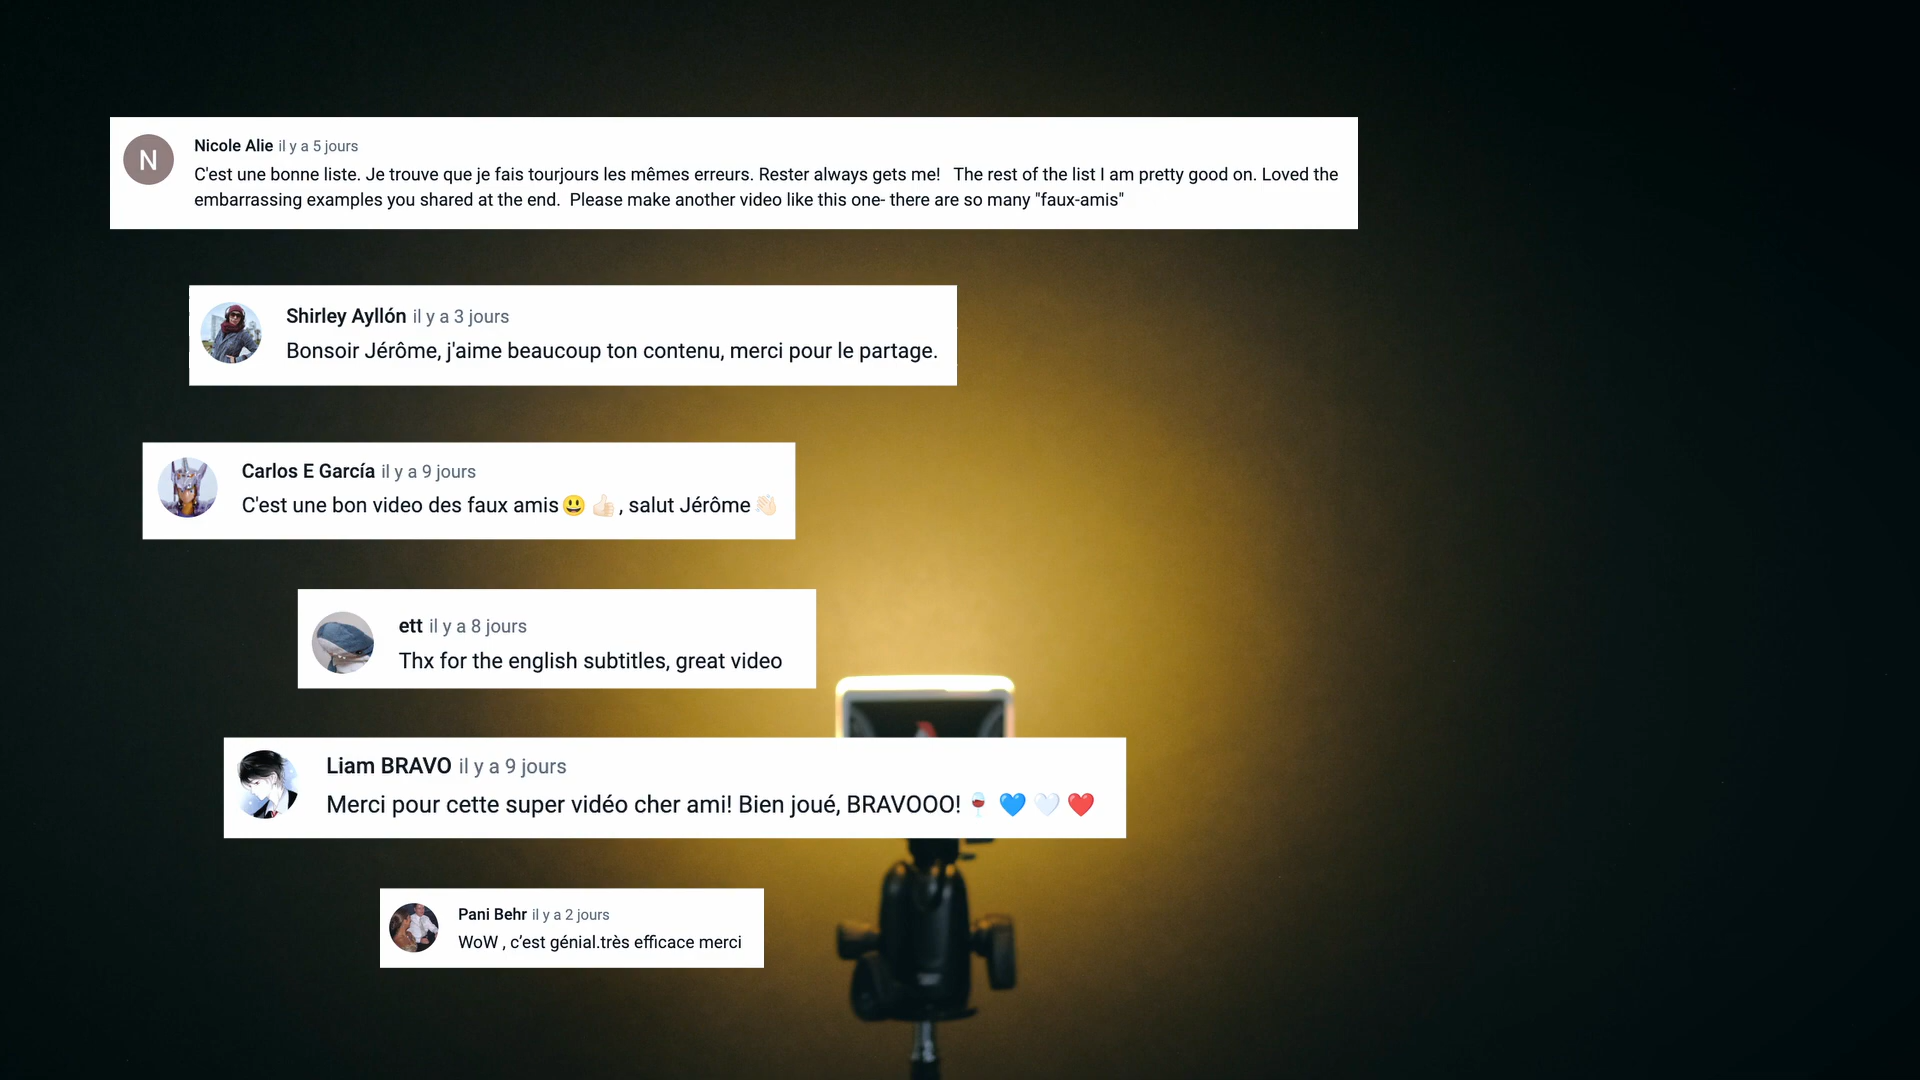 N
Nicole Alie il y a 5 jours
C'est une bonne liste. Je trouve que je fais tourjours les mêmes erreurs. Rester always gets me!   The rest of the list I am pretty good on. Loved the
embarrassing examples you shared at the end.  Please make another video like this one- there are so many "faux-amis"
Shirley Ayllón il y a 3 jours
Bonsoir Jérôme, j'aime beaucoup ton contenu, merci pour le partage.
Carlos E García il y a 9 jours
C'est une bon video des faux amis😃👍🏻, salut Jérôme👋🏻
ett il y a 8 jours
Thx for the english subtitles, great video
Liam BRAVO il y a 9 jours
Merci pour cette super vidéo cher ami! Bien joué, BRAVOOO!🍷💙🤍❤️
Pani Behr il y a 2 jours
WoW , c’est génial.très efficace merci